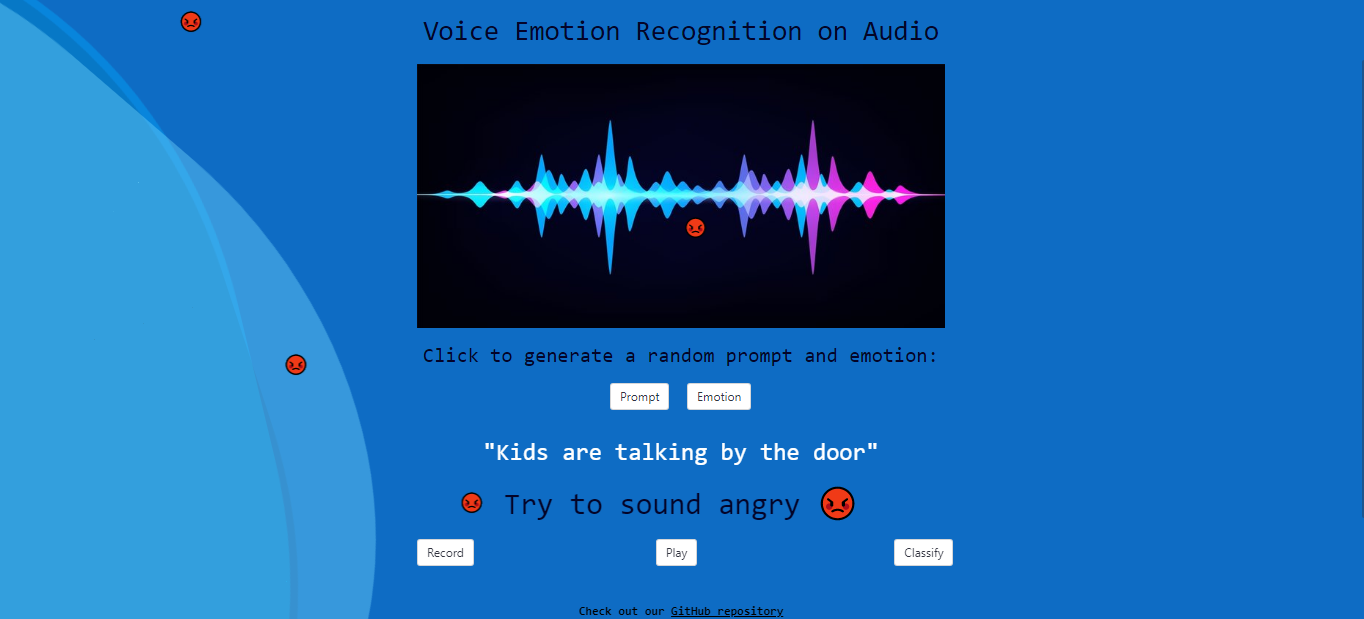 Voice Emotion Recognition on Audio
Click to generate a random prompt and emotion:
Prompt Emotion
"Kids are talking by the door"
Try to sound angry
Record Play Classify
Check out our GitHub repository